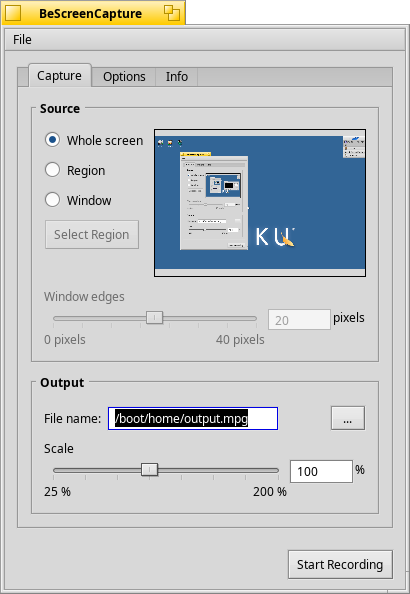 BeScreenCapture
File
Capture Options Info
Source
Whole screen
Region
Window
Select Region
KU
Window edges
20 pixels
0 pixels 40 pixels
Output
File name: /boot/home/output.mpg ...
Scale
100 %
25 % 200 %
Start Recording